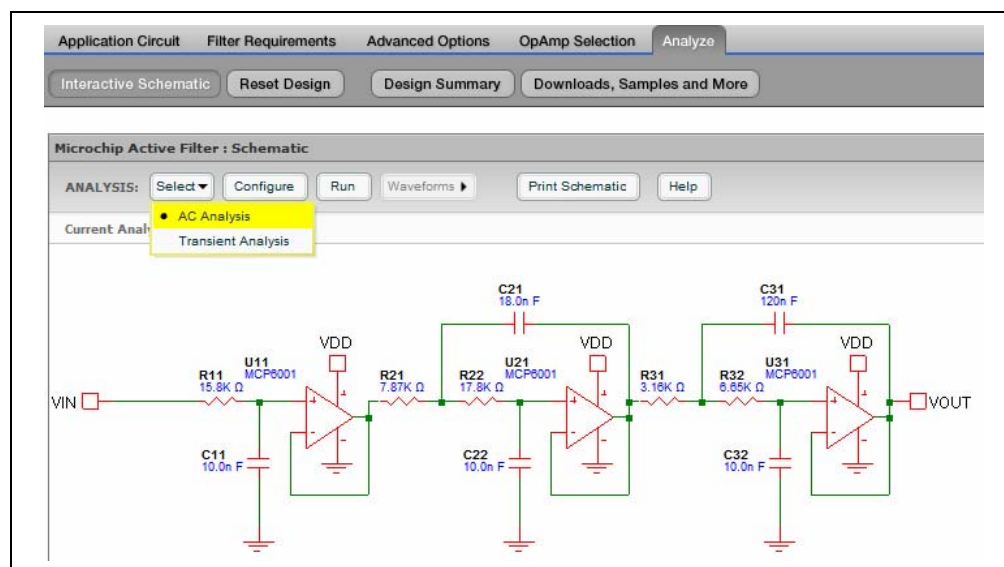 Application Circuit Filter Requirements Advanced Options OpAmp Selection Analyze
Interactive Schematic Reset Design Design Summary Downloads, Samples and More
Microchip Active Filter : Schematic
ANALYSIS: Select Configure Run Waveforms Print Schematic Help
AC Analysis
Current Anal
Transient Analysis
C21
18.0n F
C31
120n F
VDD
VDD
VDD
U11
MCP6001
U21
MCP6001
U31
MCP6001
R11
15.8K Ω
R21
7.87K Ω
R22
17.8K Ω
R31
3.16K Ω
R32
6.65K Ω
VIN
VOUT
C11
10.0n F
C22
10.0n F
C32
10.0n F